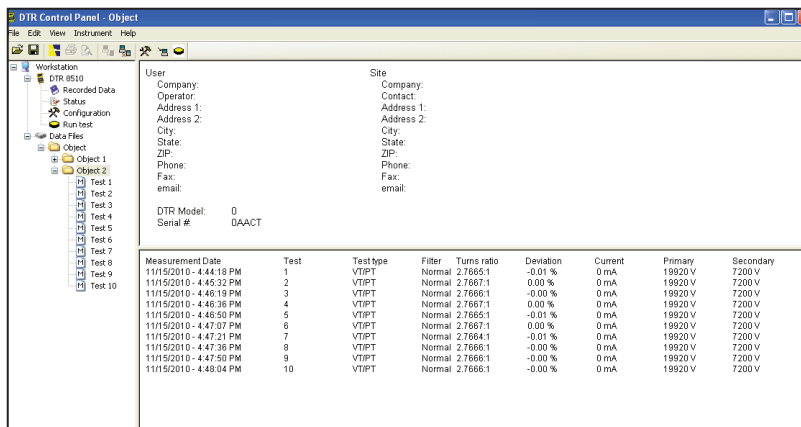 DTR Control Panel - Object
File Edit View Instrument Help
Workstation
DTR 8510
Recorded Data
Status
Configuration
Run test
Data Files
Object
Object 1
Object 2
Test 1
Test 2
Test 3
Test 4
Test 5
Test 6
Test 7
Test 8
Test 9
Test 10
User Site
Company: Company:
Operator: Contact:
Address 1: Address 1:
Address 2: Address 2:
City: City:
State: State:
ZIP: ZIP:
Phone: Phone:
Fax: Fax:
email: email:
DTR Model: 0
Serial #: 0AACT
Measurement Date Test Test type Filter Turns ratio Deviation Current Primary Secondary
11/15/2010 - 4:44:18 PM 1 VT/PT Normal 2.7665:1 -0.01 % 0 mA 19920 V 7200 V
11/15/2010 - 4:45:32 PM 2 VT/PT Normal 2.7667:1 0.00 % 0 mA 19920 V 7200 V
11/15/2010 - 4:46:19 PM 3 VT/PT Normal 2.7666:1 -0.00 % 0 mA 19920 V 7200 V
11/15/2010 - 4:46:36 PM 4 VT/PT Normal 2.7667:1 0.00 % 0 mA 19920 V 7200 V
11/15/2010 - 4:46:50 PM 5 VT/PT Normal 2.7665:1 -0.01 % 0 mA 19920 V 7200 V
11/15/2010 - 4:47:07 PM 6 VT/PT Normal 2.7667:1 0.00 % 0 mA 19920 V 7200 V
11/15/2010 - 4:47:21 PM 7 VT/PT Normal 2.7664:1 -0.01 % 0 mA 19920 V 7200 V
11/15/2010 - 4:47:36 PM 8 VT/PT Normal 2.7666:1 -0.00 % 0 mA 19920 V 7200 V
11/15/2010 - 4:47:50 PM 9 VT/PT Normal 2.7666:1 -0.00 % 0 mA 19920 V 7200 V
11/15/2010 - 4:48:04 PM 10 VT/PT Normal 2.7666:1 -0.00 % 0 mA 19920 V 7200 V